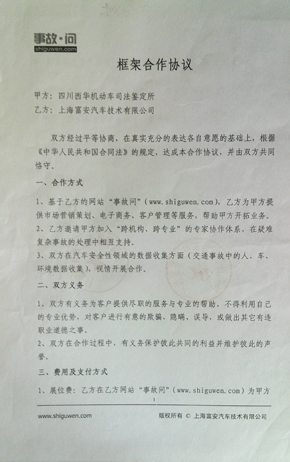 事故·问
shiguwen.com
框架合作协议
甲方：四川西华机动车司法鉴定所
乙方：上海富安汽车技术有限公司
双方经过平等协商，在真实充分的表达各自意愿的基础上，根据
《中华人民共和国合同法》的规定，达成本合作协议，并由双方共同
恪守。
一、合作方式
1、基于乙方的网站“事故问”（www.shiguwen.com），乙方为甲方提
供市场营销策划、电子商务、客户管理等服务，帮助甲方开拓业务。
2、乙方邀请甲方加入“跨机构，跨专业”的专家协作体系，在疑难
复杂事故的处理中相互支持。
3、双方在汽车安全性领域的数据收集方面（交通事故中的人、车、
环境数据收集），视情开展合作。
二、双方义务
1、双方有义务为客户提供尽职的服务与专业的帮助，不得利用自己
的专业优势，对客户进行有意的欺骗、隐瞒、误导，或做出其它有违
职业道德之事。
2、双方在合作过程中，有义务保护彼此共同的利益并维护彼此的声
誉。
三、费用及支付方式
1、展位费：乙方在乙方网站“事故问”（www.shiguwen.com）为甲方
1
www.shiguwen.com
版权所有 © 上海富安汽车技术有限公司